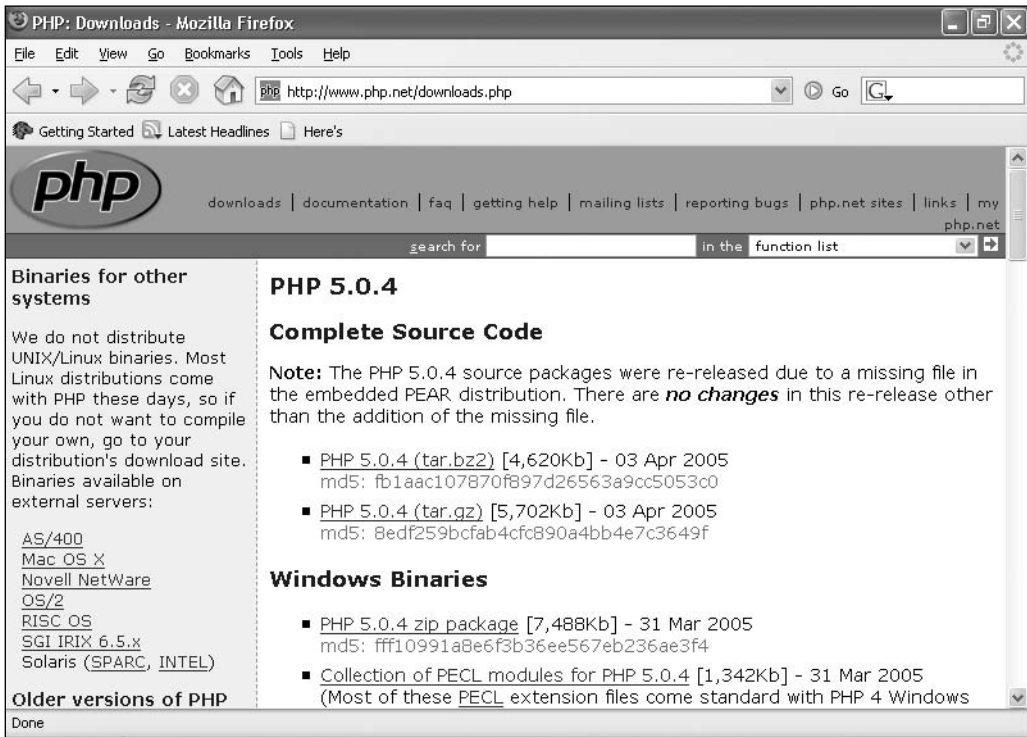 PHP: Downloads - Mozilla Firefox
File Edit View Go Bookmarks Tools Help
php http://www.php.net/downloads.php Go G
Getting Started Latest Headlines Here's
php
downloads | documentation | faq | getting help | mailing lists | reporting bugs | php.net sites | links | my
php.net
search for in the function list
Binaries for other
systems
We do not distribute
UNIX/Linux binaries. Most
Linux distributions come
with PHP these days, so if
you do not want to compile
your own, go to your
distribution's download site.
Binaries available on
external servers:
AS/400
Mac OS X
Novell NetWare
OS/2
RISC OS
SGI IRIX 6.5.x
Solaris (SPARC, INTEL)
Older versions of PHP
PHP 5.0.4
Complete Source Code
Note: The PHP 5.0.4 source packages were re-released due to a missing file in
the embedded PEAR distribution. There are no changes in this re-release other
than the addition of the missing file.
PHP 5.0.4 (tar.bz2) [4,620Kb] - 03 Apr 2005
md5: fb1aac107870f897d26563a9cc5053c0
PHP 5.0.4 (tar.gz) [5,702Kb] - 03 Apr 2005
md5: 8edf259bcfab4cfc890a4bb4e7c3649f
Windows Binaries
PHP 5.0.4 zip package [7,488Kb] - 31 Mar 2005
md5: fff10991a8e6f3b36ee567eb236ae3f4
Collection of PECL modules for PHP 5.0.4 [1,342Kb] - 31 Mar 2005
(Most of these PECL extension files come standard with PHP 4 Windows
Done